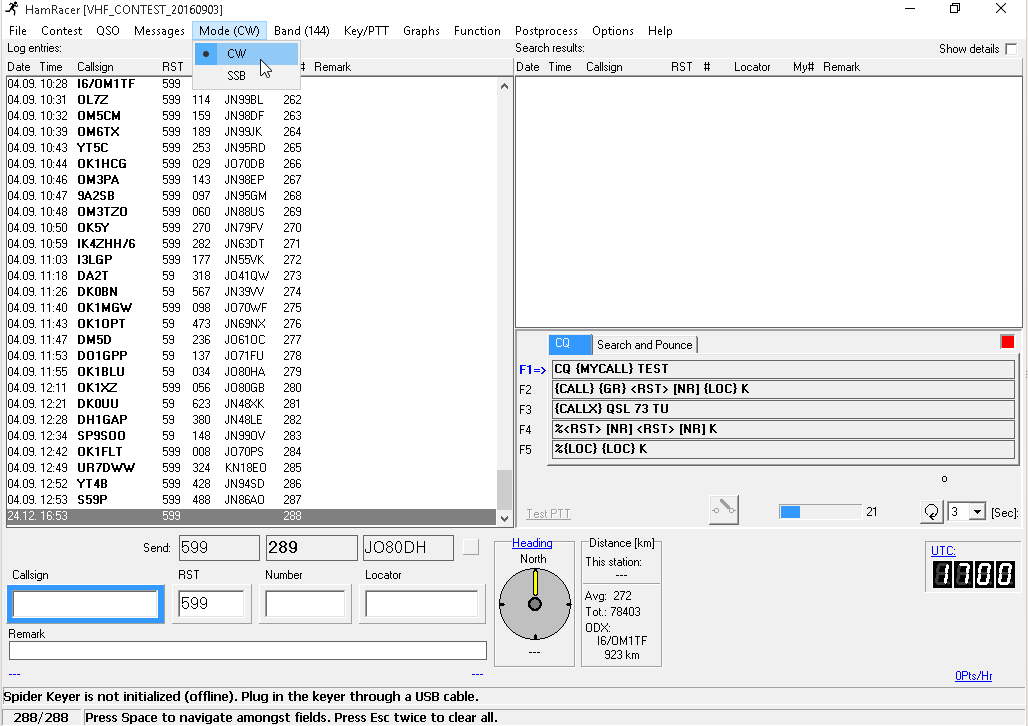 HamRacer [VHF_CONTEST_20160903]
File Contest QSO Messages Mode (CW) Band (144) Key/PTT Graphs Function Postprocess Options Help
CW
SSB
Log entries:
Date Time Callsign RST # Remark
04.09. 10:28 I6/OM1TF 599
04.09. 10:31 OL7Z 599 114 JN99BL 262
04.09. 10:32 OM5CM 599 159 JN98DF 263
04.09. 10:39 OM6TX 599 189 JN99JK 264
04.09. 10:43 YT5C 599 253 JN95RD 265
04.09. 10:44 OK1HCG 599 029 JO70DB 266
04.09. 10:46 OM3PA 599 143 JN98EP 267
04.09. 10:47 9A2SB 599 097 JN95GM 268
04.09. 10:48 OM3TZO 599 060 JN88US 269
04.09. 10:50 OK5Y 599 270 JN79FV 270
04.09. 10:59 IK4ZHH/6 599 282 JN63DT 271
04.09. 11:03 I3LGP 599 177 JN55VK 272
04.09. 11:18 DA2T 59 318 JO41QW 273
04.09. 11:26 DK0BN 59 567 JN39VV 274
04.09. 11:40 OK1MGW 599 098 JO70WF 275
04.09. 11:43 OK1OPT 59 473 JN69NX 276
04.09. 11:47 DM5D 59 236 JO61OC 277
04.09. 11:53 DO1GPP 59 137 JO71FU 278
04.09. 11:55 OK1BLU 59 034 JO80HA 279
04.09. 12:11 OK1XZ 599 056 JO80GB 280
04.09. 12:21 DK0UU 59 623 JN48XK 281
04.09. 12:28 DH1GAP 59 380 JN48LE 282
04.09. 12:34 SP9SOO 59 148 JN99OV 283
04.09. 12:42 OK1FLT 599 008 JO70PS 284
04.09. 12:49 UR7DWW 599 324 KN18EO 285
04.09. 12:52 YT4B 599 428 JN94SD 286
04.09. 12:53 S59P 599 488 JN86AO 287
24.12. 16:53 599 288
Search results:
Show details
Date Time Callsign RST # Locator My# Remark
CQ Search and Pounce
F1=> CQ {MYCALL} TEST
F2 {CALL} {GR} <RST> [NR] {LOC} K
F3 {CALLX} QSL 73 TU
F4 %<RST> [NR] <RST> [NR] K
F5 %{LOC} {LOC} K
o
Test PTT
21
3
[Sec]:
Send: 599 289 JO80DH
Callsign RST Number Locator
599
Remark
--- ---
Heading
North
---
Distance [km]
This station:
---
Avg: 272
Tot.: 78403
ODX:
I6/OM1TF
923 km
UTC:
1700
0Pts/Hr
Spider Keyer is not initialized (offline). Plug in the keyer through a USB cable.
288/288 Press Space to navigate amongst fields. Press Esc twice to clear all.